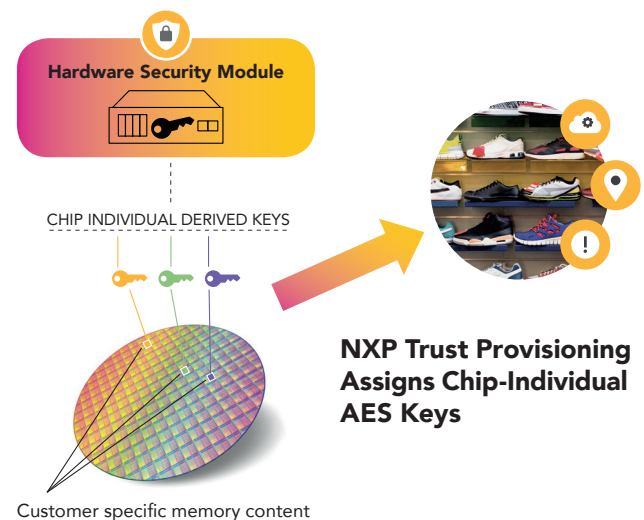 Hardware Security Module
CHIP INDIVIDUAL DERIVED KEYS
NXP Trust Provisioning
Assigns Chip-Individual
AES Keys
Customer specific memory content